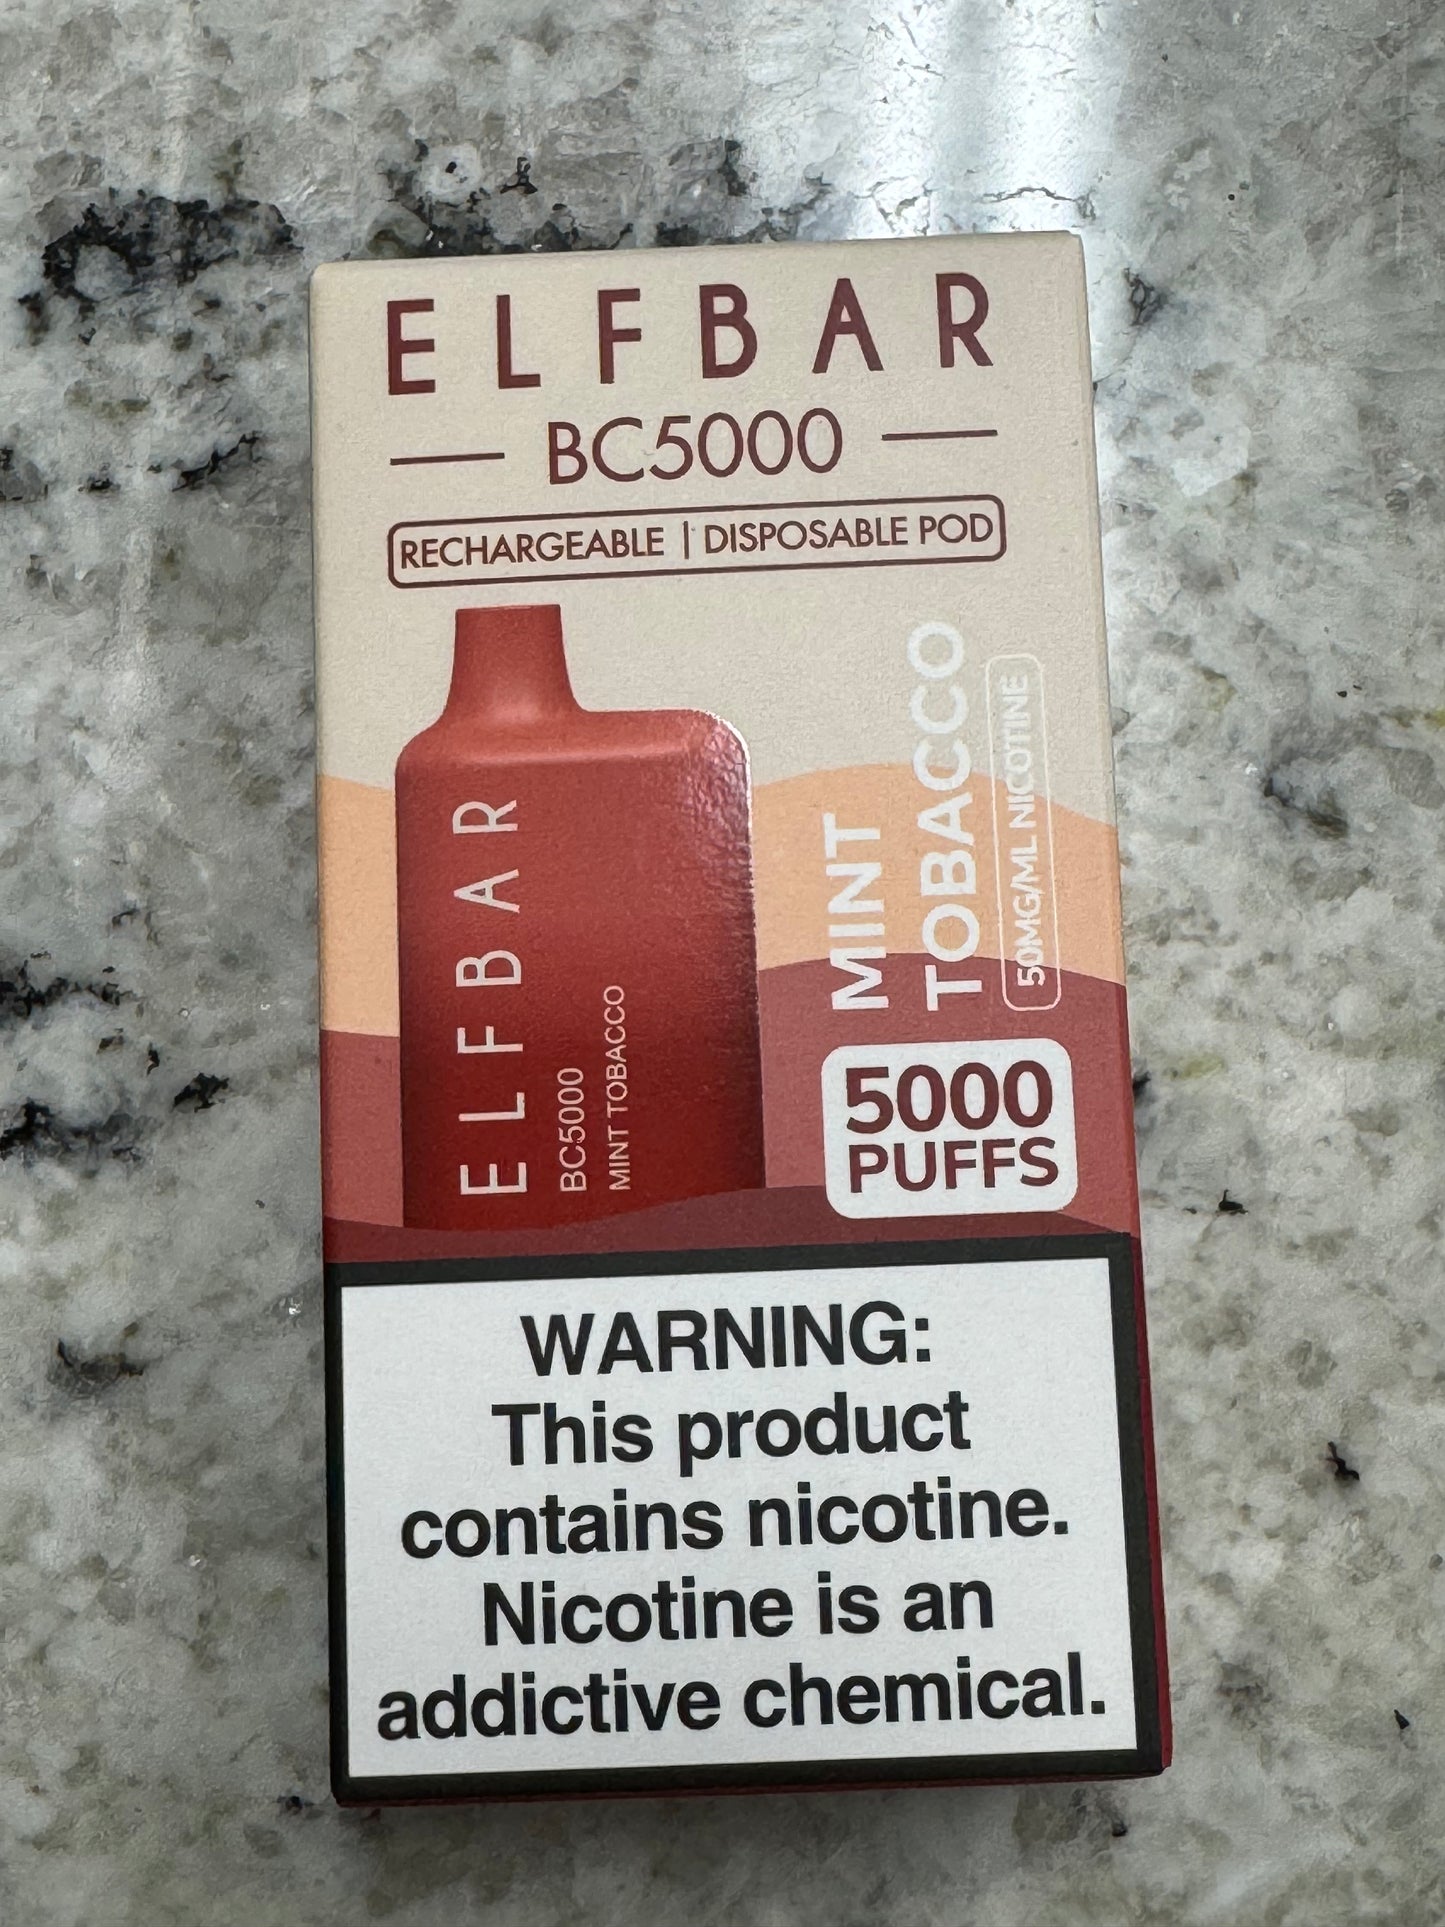 ELFBAR
BC5000
RECHARGEABLE | DISPOSABLE POD
ELFBAR
BC5000
MINT TOBACCO
MINT
TOBACCO
50MG/ML NICOTINE
5000
PUFFS
WARNING:
This product
contains nicotine.
Nicotine is an
addictive chemical.